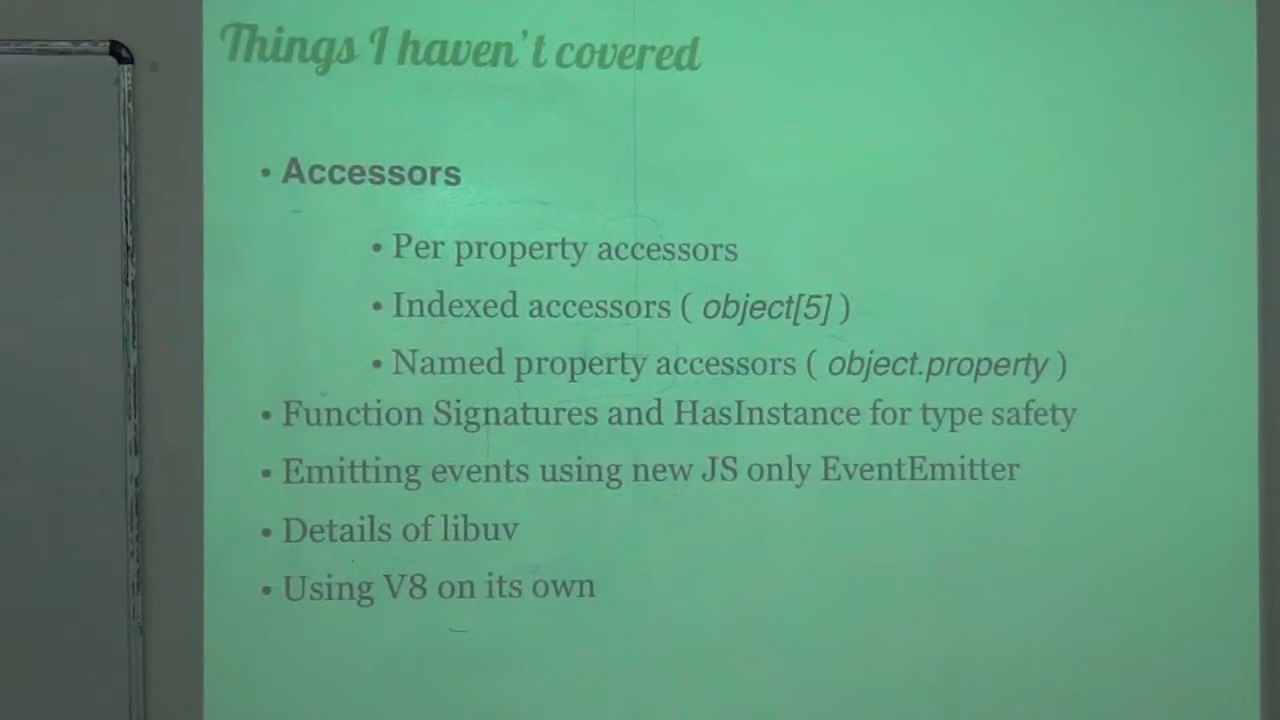 Things I haven't covered
• Accessors
• Per property accessors
• Indexed accessors ( object[5] )
• Named property accessors ( object.property )
• Function Signatures and HasInstance for type safety
• Emitting events using new JS only EventEmitter
• Details of libuv
• Using V8 on its own